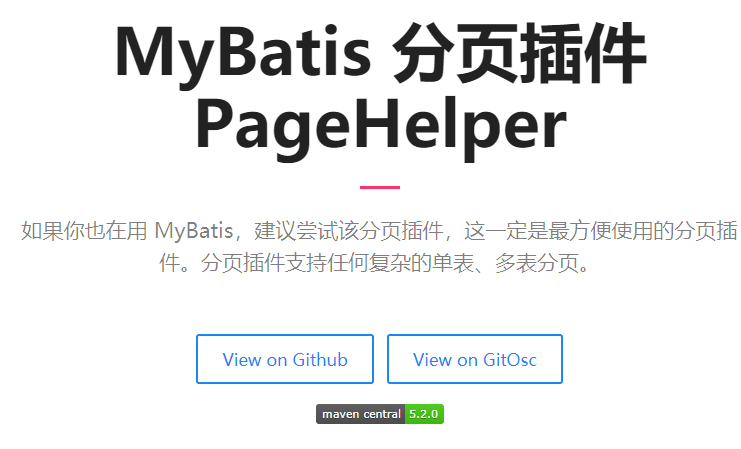 MyBatis 分页插件
PageHelper
如果你也在用 MyBatis，建议尝试该分页插件，这一定是最方便使用的分页插
件。分页插件支持任何复杂的单表、多表分页。
View on Github View on GitOsc
maven central 5.2.0